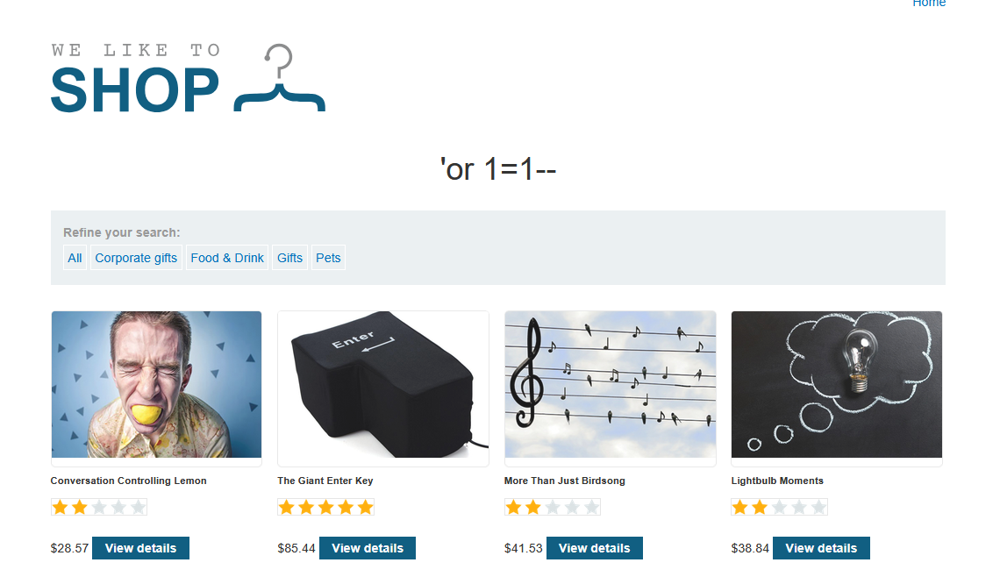 Home
WE LIKE TO
SHOP
'or 1=1--
Refine your search:
All Corporate gifts Food & Drink Gifts Pets
Enter
Conversation Controlling Lemon The Giant Enter Key More Than Just Birdsong Lightbulb Moments
$28.57 View details $85.44 View details $41.53 View details $38.84 View details